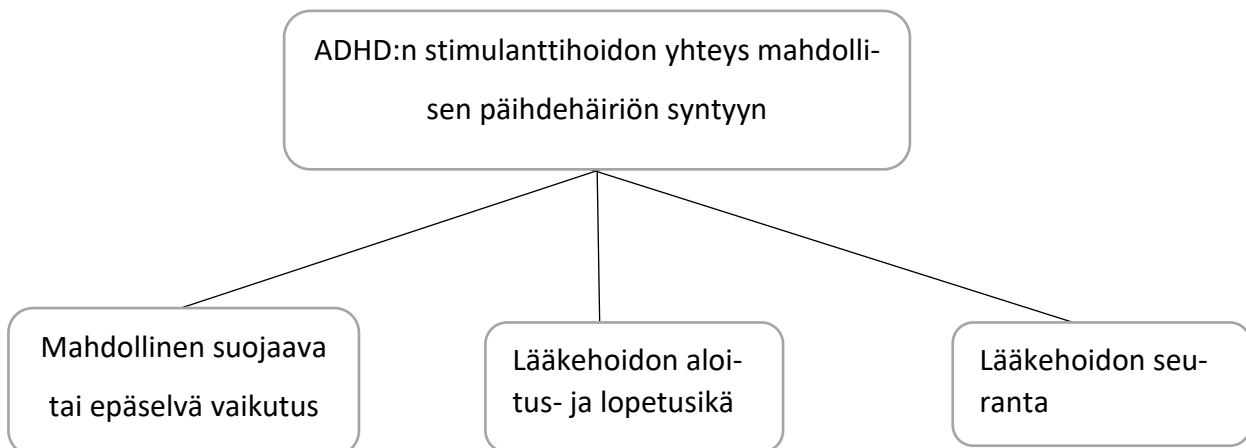 ADHD:n stimulanttihoidon yhteys mahdolli-
sen päihdehäiriön syntyyn
Mahdollinen suojaava
tai epäselvä vaikutus
Lääkehoidon aloi-
tus- ja lopetusikä
Lääkehoidon seu-
ranta